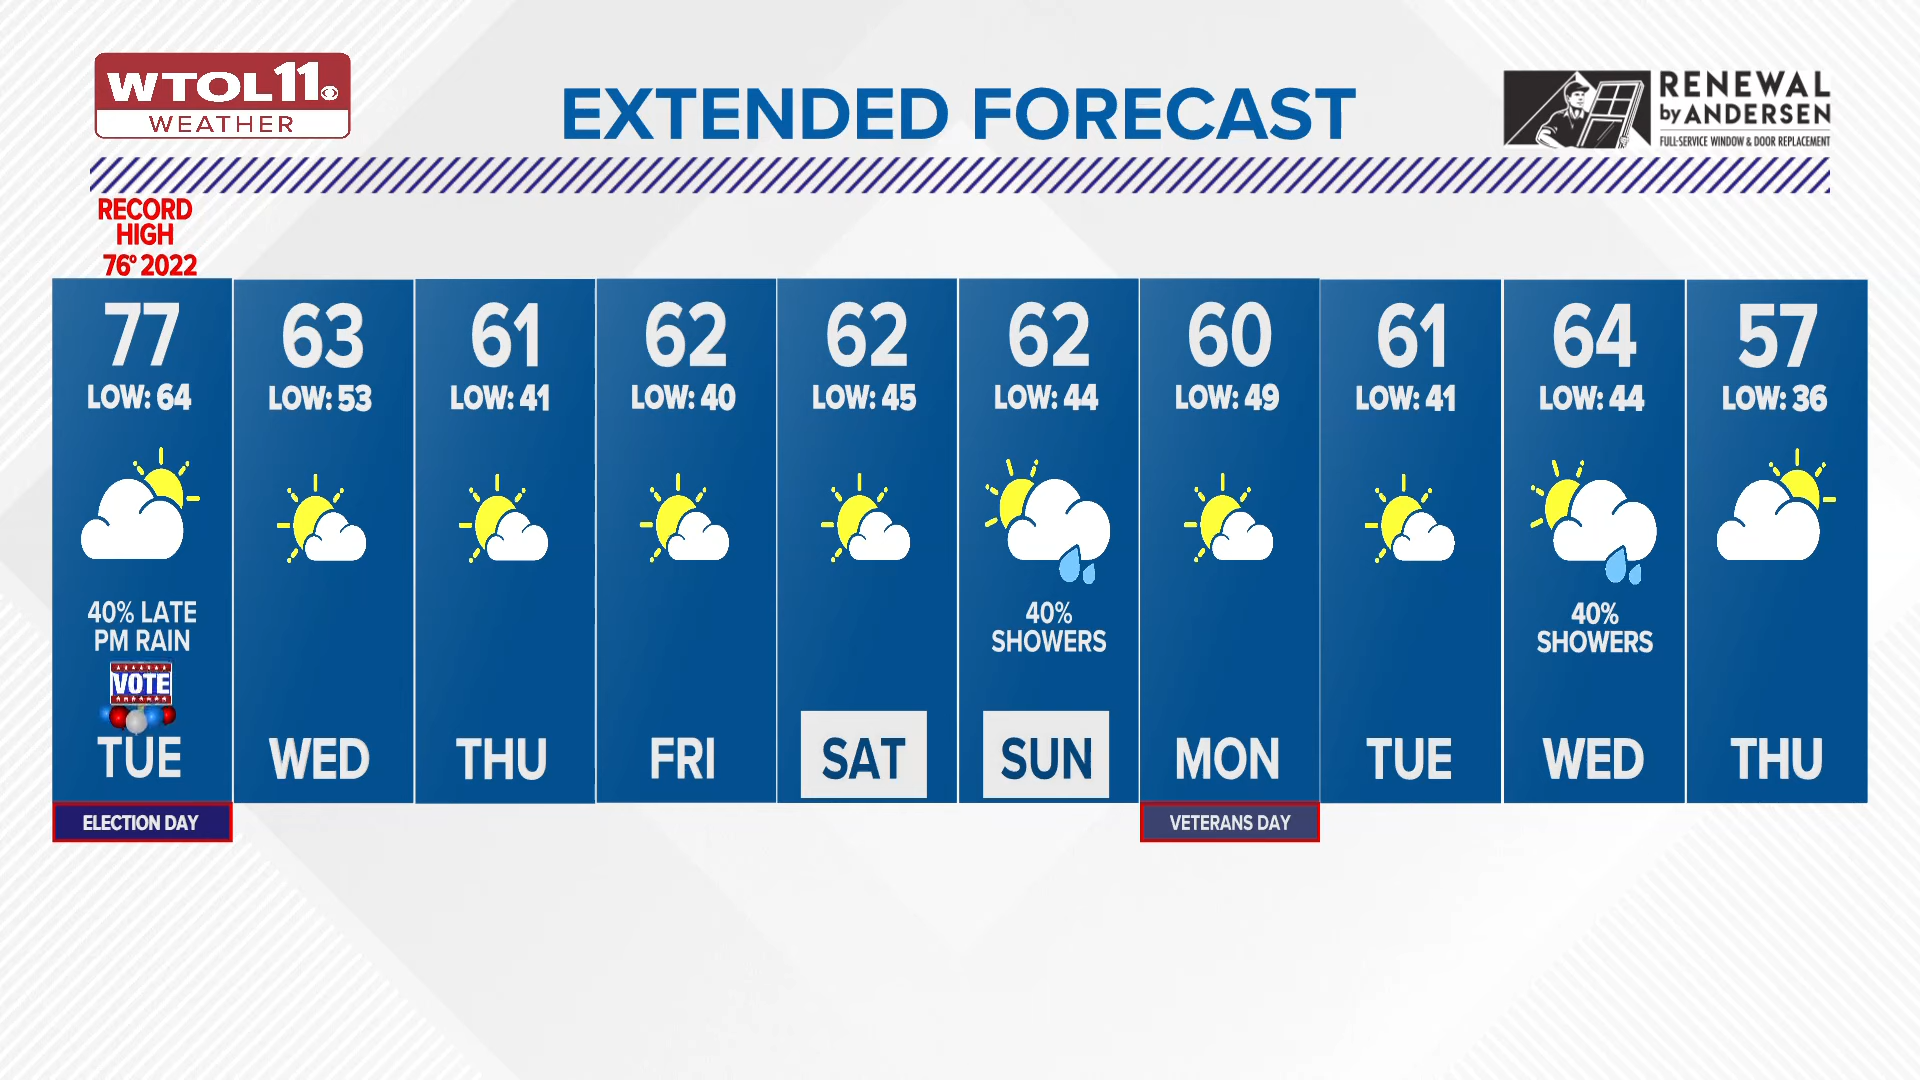 WTOL 11
WEATHER
EXTENDED FORECAST
RENEWAL
by ANDERSEN
FULL-SERVICE WINDOW & DOOR REPLACEMENT
RECORD
HIGH
76° 2022
77
LOW: 64
40% LATE
PM RAIN
VOTE
TUE
ELECTION DAY
63
LOW: 53
WED
61
LOW: 41
THU
62
LOW: 40
FRI
62
LOW: 45
SAT
62
LOW: 44
40%
SHOWERS
SUN
60
LOW: 49
MON
VETERANS DAY
61
LOW: 41
TUE
64
LOW: 44
40%
SHOWERS
WED
57
LOW: 36
THU